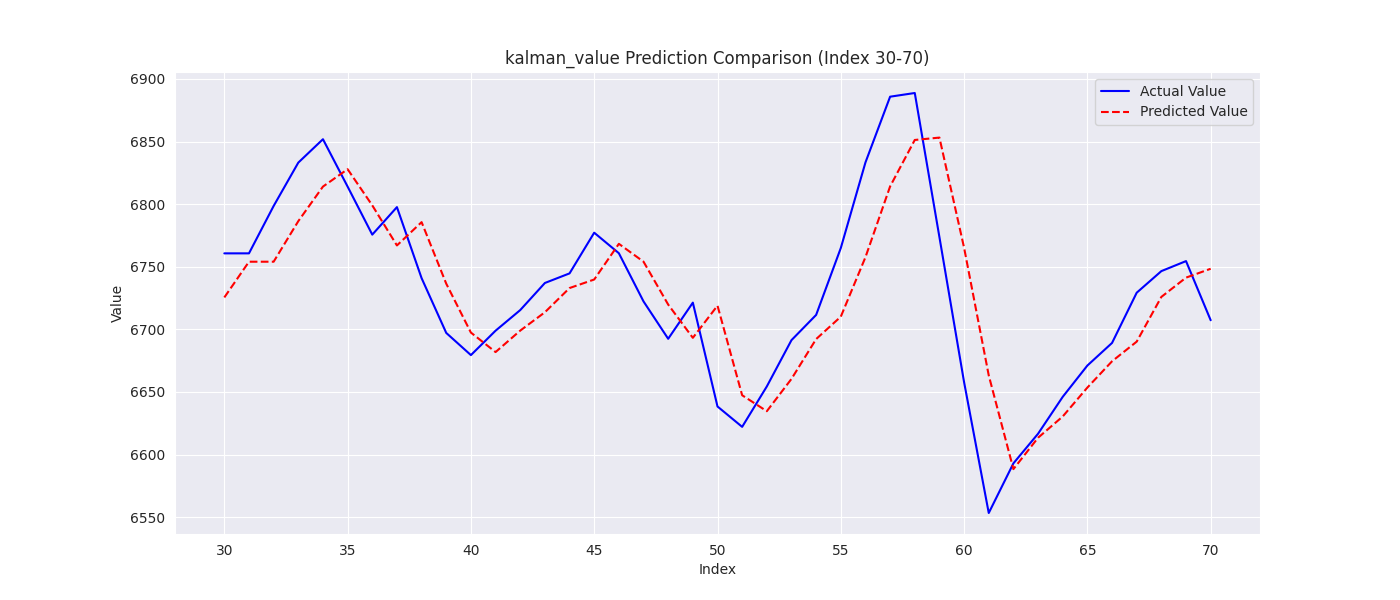 kalman_value Prediction Comparison (Index 30-70)
Actual Value
Predicted Value
6900
6850
6800
6750
6700
6650
6600
6550
Value
30 35 40 45 50 55 60 65 70
Index